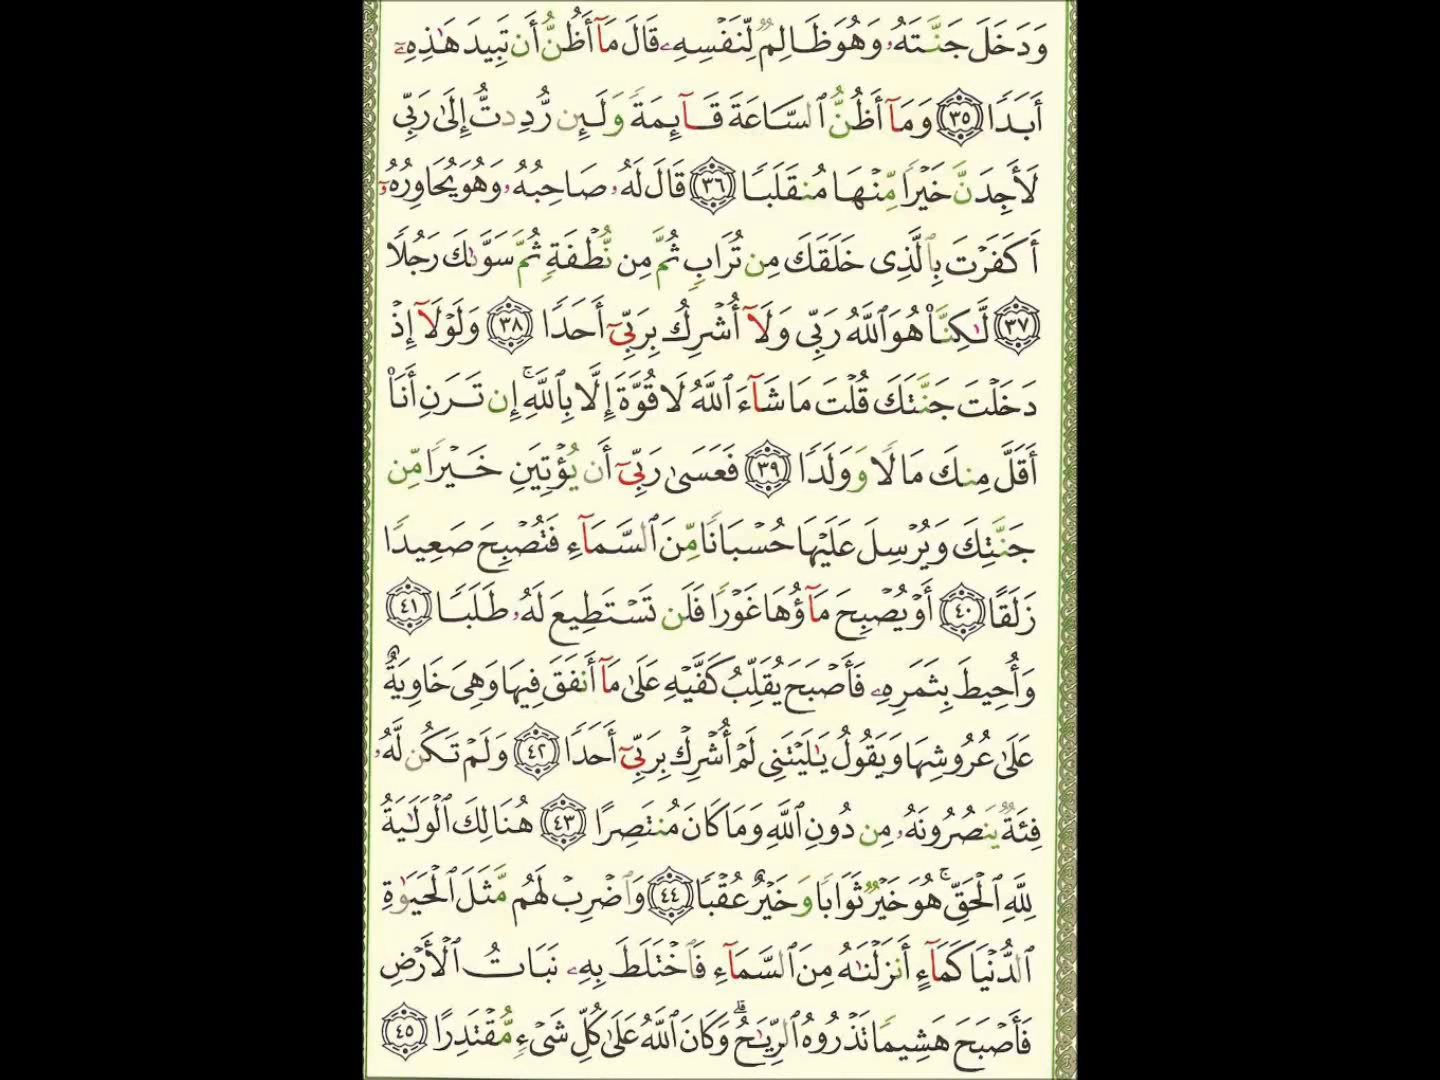 وَدَخَلَ جَنَّتَهُۥ وَهُوَ ظَالِمٌ لِّنَفْسِهِۦ قَالَ مَآ أَظُنُّ أَن تَبِيدَ هَٰذِهِۦٓ
أَبَدًا ٣٥ وَمَآ أَظُنُّ ٱلسَّاعَةَ قَآئِمَةً وَلَئِن رُّدِدتُّ إِلَىٰ رَبِّى
لَأَجِدَنَّ خَيْرًا مِّنْهَا مُنقَلَبًا ٣٦ قَالَ لَهُۥ صَاحِبُهُۥ وَهُوَ يُحَاوِرُهُۥٓ
أَكَفَرْتَ بِٱلَّذِى خَلَقَكَ مِن تُرَابٍ ثُمَّ مِن نُّطْفَةٍ ثُمَّ سَوَّىٰكَ رَجُلًا
٣٧ لَّٰكِنَّا۠ هُوَ ٱللَّهُ رَبِّى وَلَآ أُشْرِكُ بِرَبِّىٓ أَحَدًا ٣٨ وَلَوْلَآ إِذْ
دَخَلْتَ جَنَّتَكَ قُلْتَ مَا شَآءَ ٱللَّهُ لَا قُوَّةَ إِلَّا بِٱللَّهِ ۚ إِن تَرَنِ أَنَا۠
أَقَلَّ مِنكَ مَالًا وَوَلَدًا ٣٩ فَعَسَىٰ رَبِّىٓ أَن يُؤْتِيَنِ خَيْرًا مِّن
جَنَّتِكَ وَيُرْسِلَ عَلَيْهَا حُسْبَانًا مِّنَ ٱلسَّمَآءِ فَتُصْبِحَ صَعِيدًا
زَلَقًا ٤٠ أَوْ يُصْبِحَ مَآؤُهَا غَوْرًا فَلَن تَسْتَطِيعَ لَهُۥ طَلَبًا ٤١
وَأُحِيطَ بِثَمَرِهِۦ فَأَصْبَحَ يُقَلِّبُ كَفَّيْهِ عَلَىٰ مَآ أَنفَقَ فِيهَا وَهِىَ خَاوِيَةٌ
عَلَىٰ عُرُوشِهَا وَيَقُولُ يَٰلَيْتَنِى لَمْ أُشْرِكْ بِرَبِّىٓ أَحَدًا ٤٢ وَلَمْ تَكُن لَّهُۥ
فِئَةٌ يَنصُرُونَهُۥ مِن دُونِ ٱللَّهِ وَمَا كَانَ مُنتَصِرًا ٤٣ هُنَالِكَ ٱلْوَلَٰيَةُ
لِلَّهِ ٱلْحَقِّ ۚ هُوَ خَيْرٌ ثَوَابًا وَخَيْرٌ عُقْبًا ٤٤ وَٱضْرِبْ لَهُم مَّثَلَ ٱلْحَيَوٰةِ
ٱلدُّنْيَا كَمَآءٍ أَنزَلْنَٰهُ مِنَ ٱلسَّمَآءِ فَٱخْتَلَطَ بِهِۦ نَبَاتُ ٱلْأَرْضِ
فَأَصْبَحَ هَشِيمًا تَذْرُوهُ ٱلرِّيَٰحُ ۗ وَكَانَ ٱللَّهُ عَلَىٰ كُلِّ شَىْءٍ مُّقْتَدِرًا ٤٥